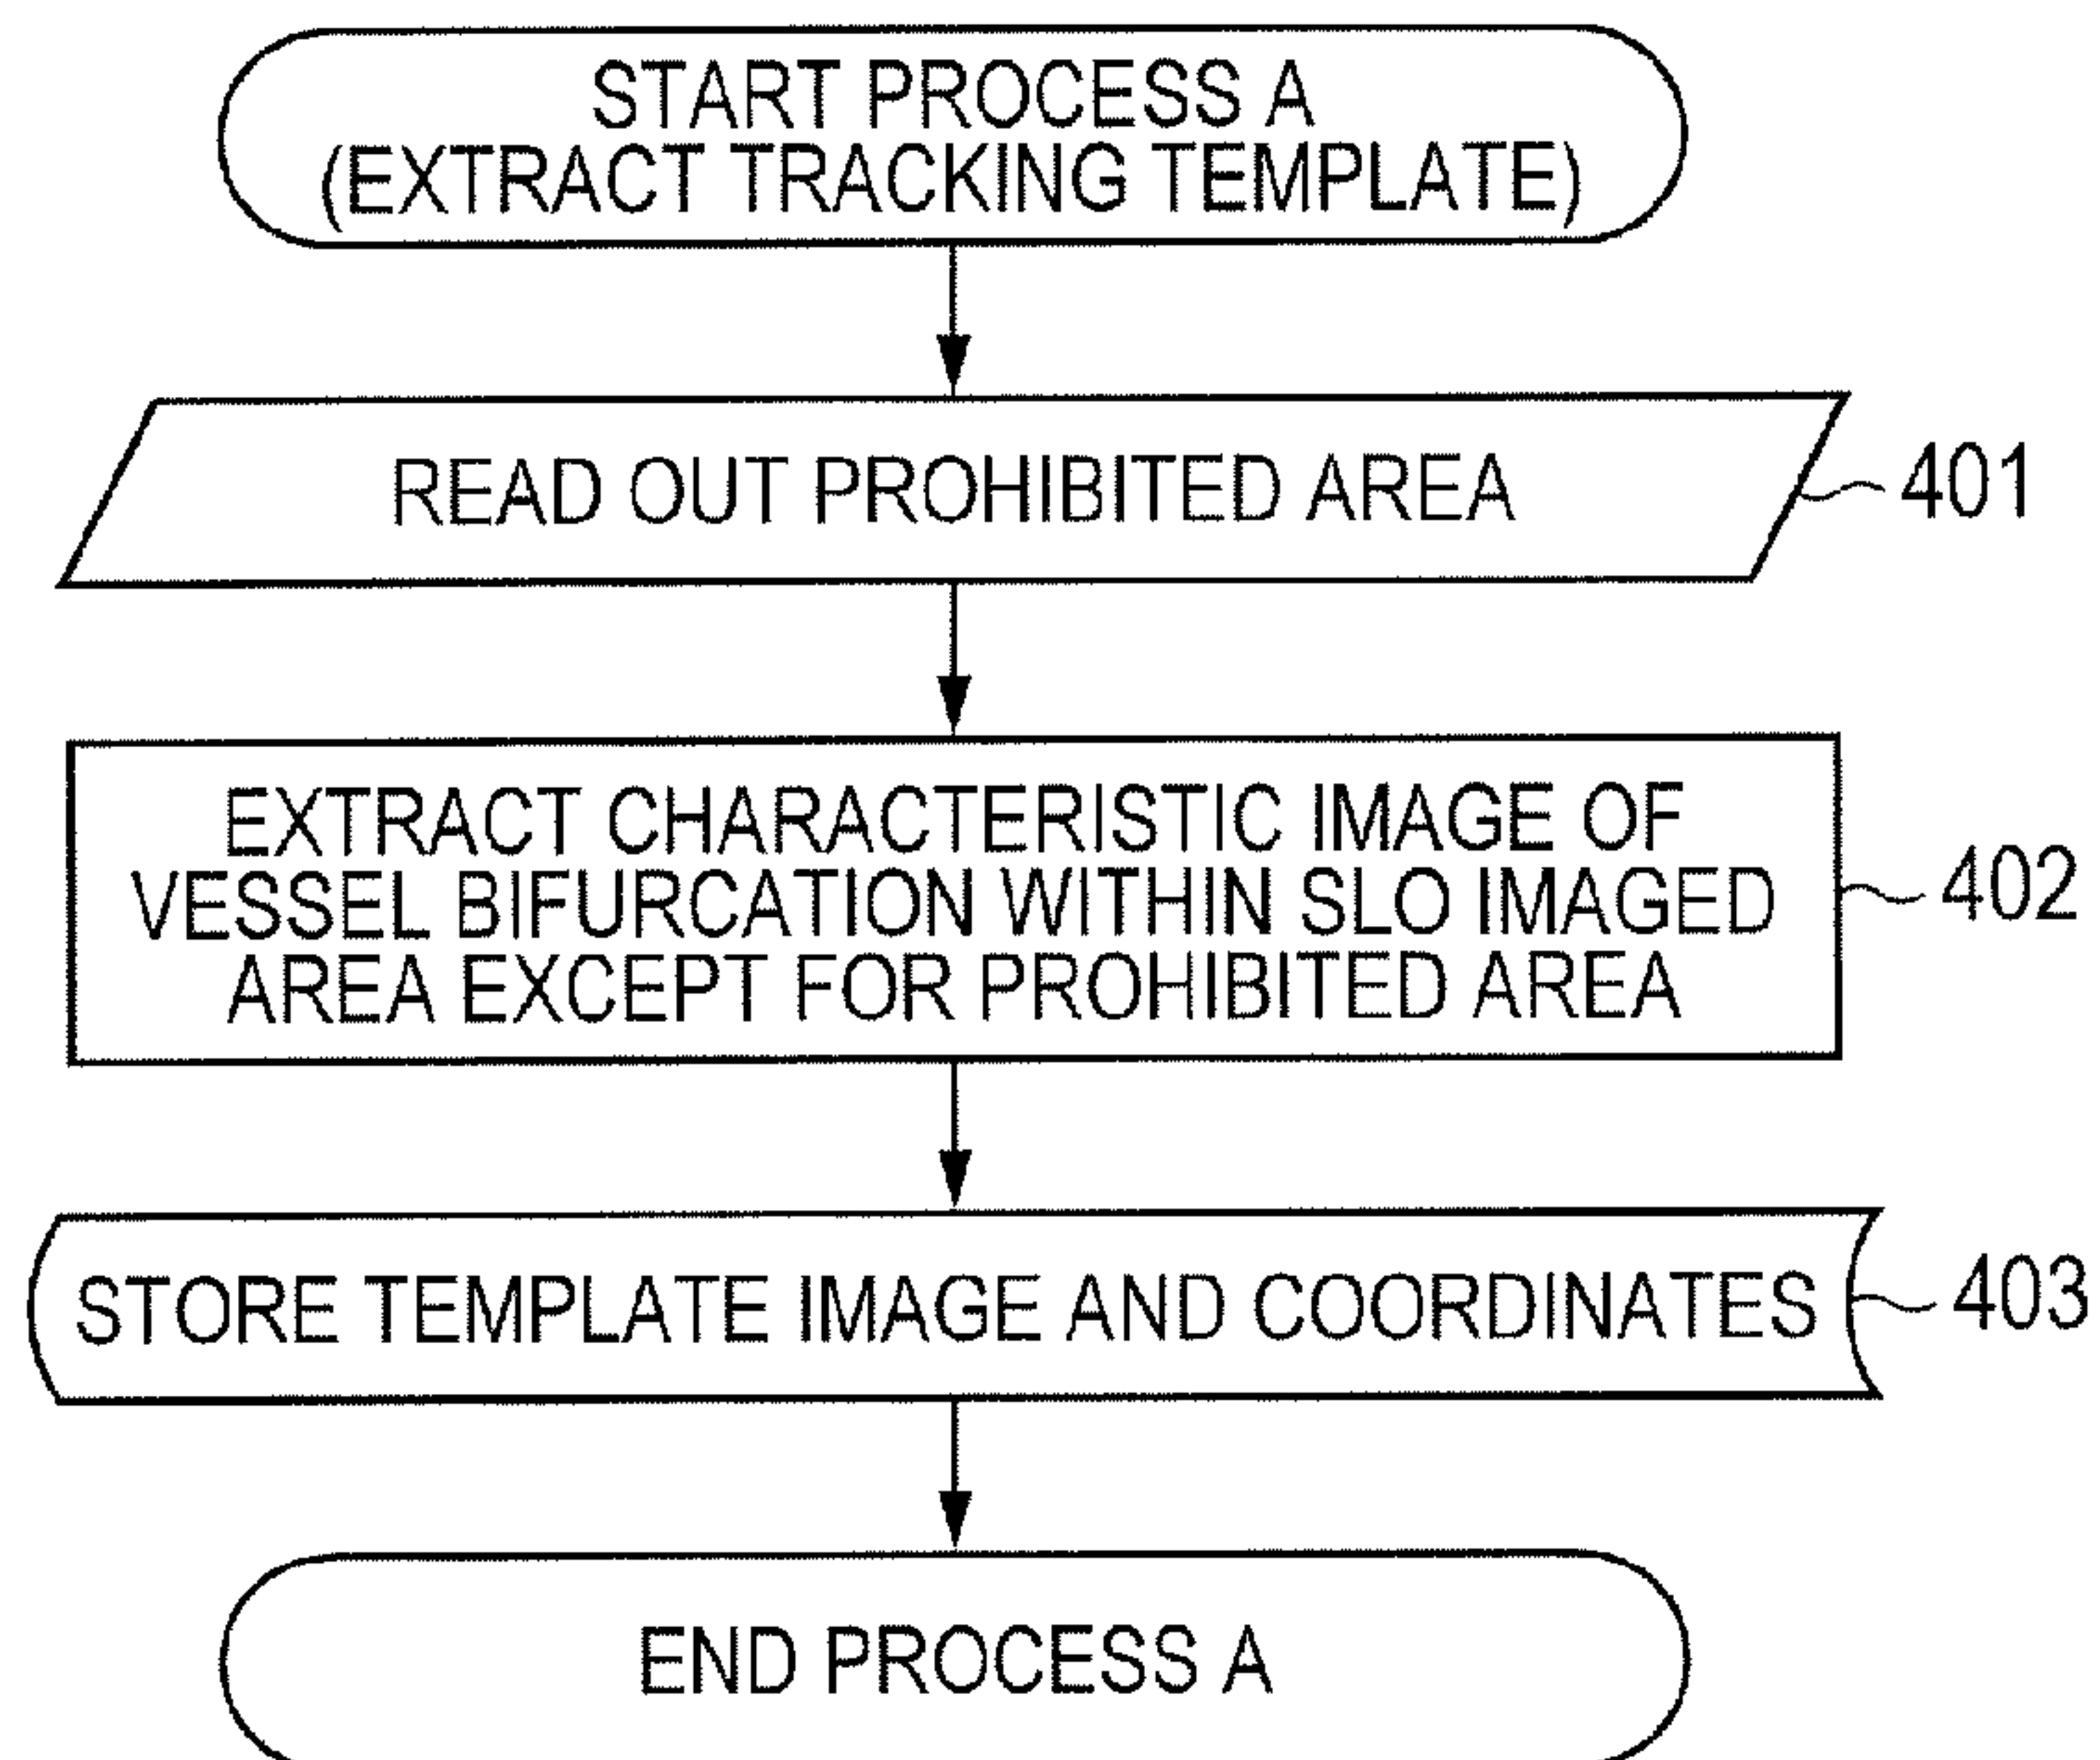 START PROCESS A
(EXTRACT TRACKING TEMPLATE)
READ OUT PROHIBITED AREA
401
EXTRACT CHARACTERISTIC IMAGE OF
VESSEL BIFURCATION WITHIN SLO IMAGED
AREA EXCEPT FOR PROHIBITED AREA
402
STORE TEMPLATE IMAGE AND COORDINATES
403
END PROCESS A